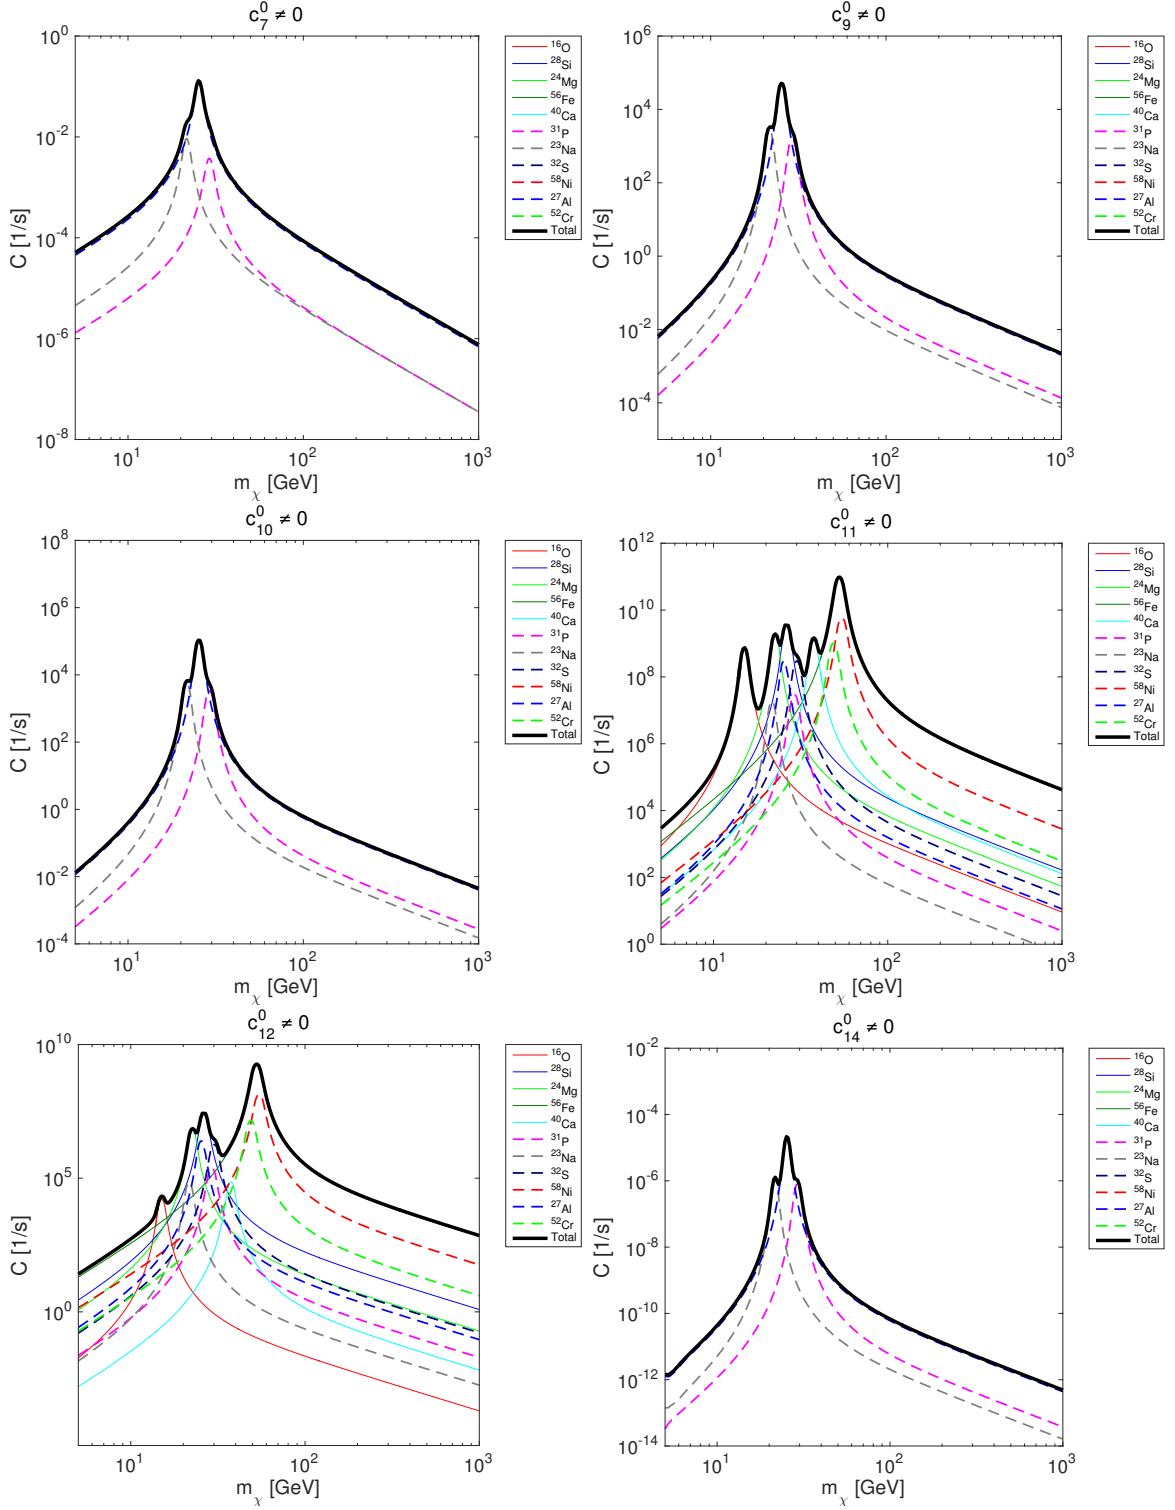 c₇⁰ ≠ 0
10⁰
10⁻²
10⁻⁴
10⁻⁶
10⁻⁸
C [1/s]
10¹ 10² 10³
m_χ [GeV]
¹⁶O
²⁸Si
²⁴Mg
⁵⁶Fe
⁴⁰Ca
³¹P
²³Na
³²S
⁵⁸Ni
²⁷Al
⁵²Cr
Total
c₉⁰ ≠ 0
10⁶
10⁴
10²
10⁰
10⁻²
10⁻⁴
C [1/s]
10¹ 10² 10³
m_χ [GeV]
¹⁶O
²⁸Si
²⁴Mg
⁵⁶Fe
⁴⁰Ca
³¹P
²³Na
³²S
⁵⁸Ni
²⁷Al
⁵²Cr
Total
c₁₀⁰ ≠ 0
10⁸
10⁶
10⁴
10²
10⁰
10⁻²
10⁻⁴
C [1/s]
10¹ 10² 10³
m_χ [GeV]
¹⁶O
²⁸Si
²⁴Mg
⁵⁶Fe
⁴⁰Ca
³¹P
²³Na
³²S
⁵⁸Ni
²⁷Al
⁵²Cr
Total
c₁₁⁰ ≠ 0
10¹²
10¹⁰
10⁸
10⁶
10⁴
10²
10⁰
C [1/s]
10¹ 10² 10³
m_χ [GeV]
¹⁶O
²⁸Si
²⁴Mg
⁵⁶Fe
⁴⁰Ca
³¹P
²³Na
³²S
⁵⁸Ni
²⁷Al
⁵²Cr
Total
c₁₂⁰ ≠ 0
10¹⁰
10⁵
10⁰
C [1/s]
10¹ 10² 10³
m_χ [GeV]
¹⁶O
²⁸Si
²⁴Mg
⁵⁶Fe
⁴⁰Ca
³¹P
²³Na
³²S
⁵⁸Ni
²⁷Al
⁵²Cr
Total
c₁₄⁰ ≠ 0
10⁻²
10⁻⁴
10⁻⁶
10⁻⁸
10⁻¹⁰
10⁻¹²
10⁻¹⁴
C [1/s]
10¹ 10² 10³
m_χ [GeV]
¹⁶O
²⁸Si
²⁴Mg
⁵⁶Fe
⁴⁰Ca
³¹P
²³Na
³²S
⁵⁸Ni
²⁷Al
⁵²Cr
Total